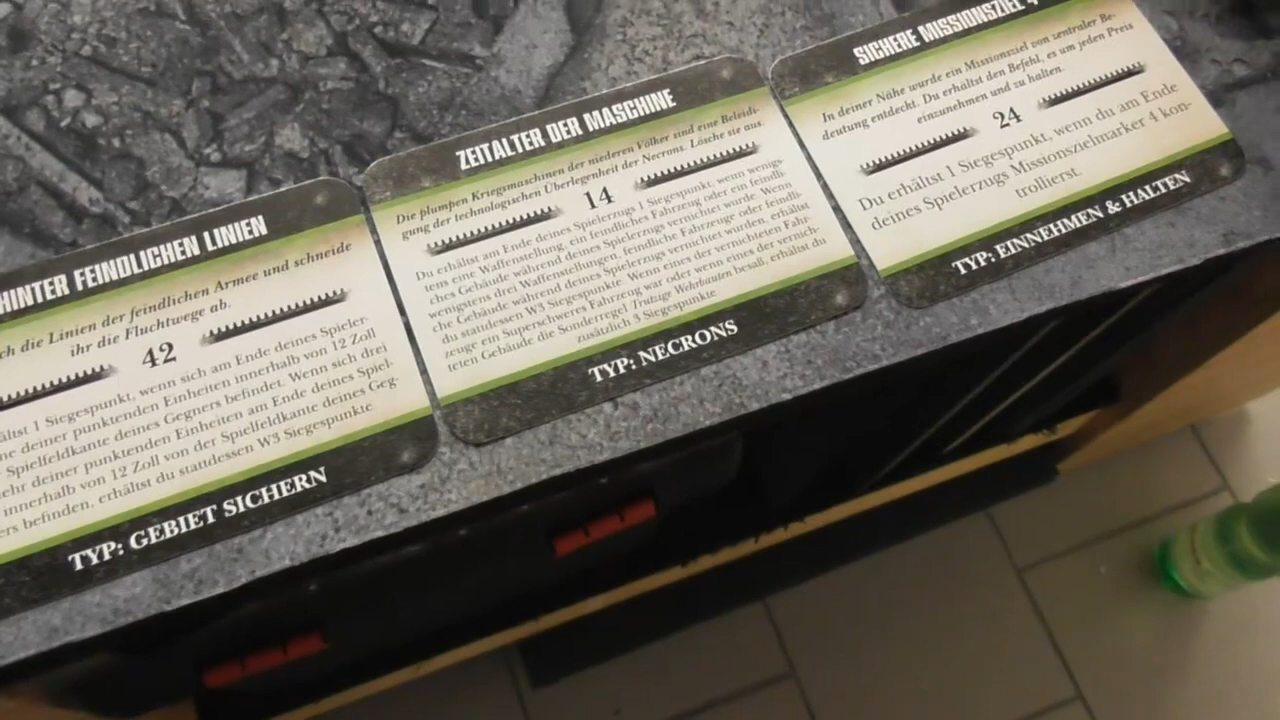 HINTER FEINDLICHEN LINIEN
die Linien der feindlichen Armee und schneide
ihr die Fluchtwege ab.
42
1 Siegespunkt, wenn sich am Ende deines Spieler-
deiner punktenden Einheiten innerhalb von 12 Zoll
Spielfeldkante deines Gegners befindet. Wenn sich drei
deiner punktenden Einheiten am Ende deines Spiel-
innerhalb von 12 Zoll von der Spielfeldkante deines Geg-
ers befinden, erhältst du stattdessen W3 Siegespunkte
TYP: GEBIET SICHERN
ZEITALTER DER MASCHINE
Die plumpen Kriegsmaschinen der niederen Völker sind eine Beleidi-
gung der technologischen Überlegenheit der Necrons. Lösche sie aus.
14
Du erhältst am Ende deines Spielerzugs 1 Siegespunkt, wenn wenigs-
tens eine Waffenstellung, ein feindliches Fahrzeug oder ein feindli-
ches Gebäude während deines Spielerzugs vernichtet wurde. Wenn
wenigstens drei Waffenstellungen, feindliche Fahrzeuge oder feindli-
che Gebäude während deines Spielerzugs vernichtet wurden, erhältst
du stattdessen W3 Siegespunkte. Wenn eines der vernichteten Fahr-
zeuge ein Superschweres Fahrzeug war oder wenn eines der vernich-
teten Gebäude die Sonderregel Trutzige Wehrbauten besaß, erhältst du
zusätzlich 3 Siegespunkte
TYP: NECRONS
SICHERE MISSIONSZIEL 4
In deiner Nähe wurde ein Missionsziel von zentraler Be-
deutung entdeckt. Du erhältst den Befehl, es um jeden Preis
einzunehmen und zu halten.
24
Du erhältst 1 Siegespunkt, wenn du am Ende
deines Spielerzugs Missionszielmarker 4 kon-
trollierst.
TYP: EINNEHMEN & HALTEN